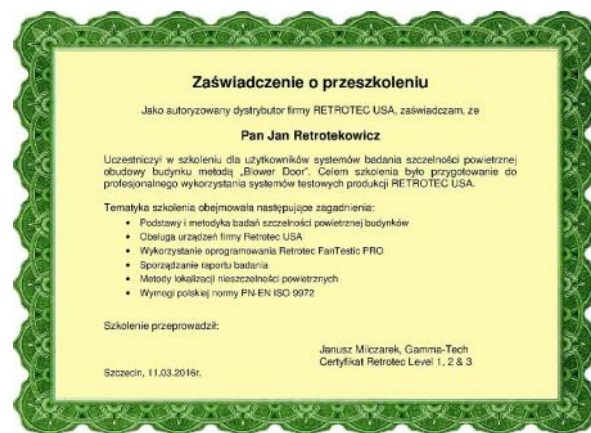 Zaświadczenie o przeszkoleniu
Jako autoryzowany dystrybutor firmy RETROTEC USA, zaświadczam, ze
Pan Jan Retrotekowicz
Uczestniczył w szkoleniu dla użytkowników systemów badania szczelności powietrznej
obudowy budynku metodą „Blower Door”. Celem szkolenia było przygotowanie do
profesjonalnego wykorzystania systemów testowych produkcji RETROTEC USA.
Tematyka szkolenia obejmowała następujące zagadnienia:
• Podstawy i metodyka badań szczelności powietrznej budynków
• Obsługa urządzeń firmy Retrotec USA
• Wykorzystanie oprogramowania Retrotec FanTestic PRO
• Sporządzanie raportu badania
• Metody lokalizacji nieszczelności powietrznych
• Wymogi polskiej normy PN-EN ISO 9972
Szkolenie przeprowadził:
Janusz Milczarek, Gamma-Tech
Certyfikat Retrotec Level 1, 2 & 3
Szczecin, 11.03.2016r.